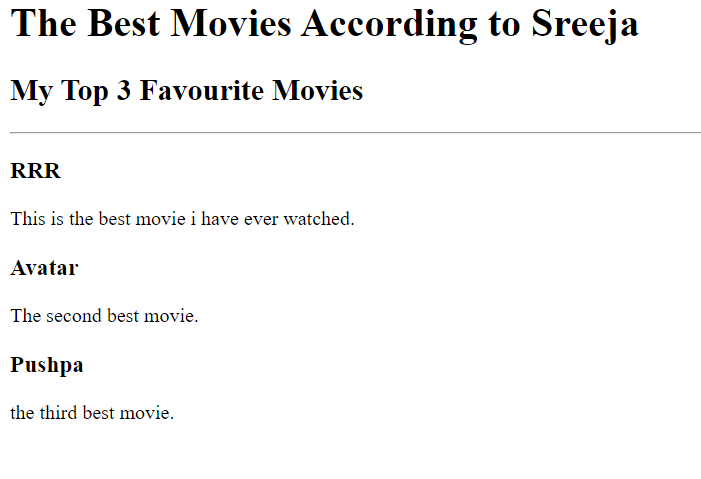 The Best Movies According to Sreeja
My Top 3 Favourite Movies
RRR
This is the best movie i have ever watched.
Avatar
The second best movie.
Pushpa
the third best movie.